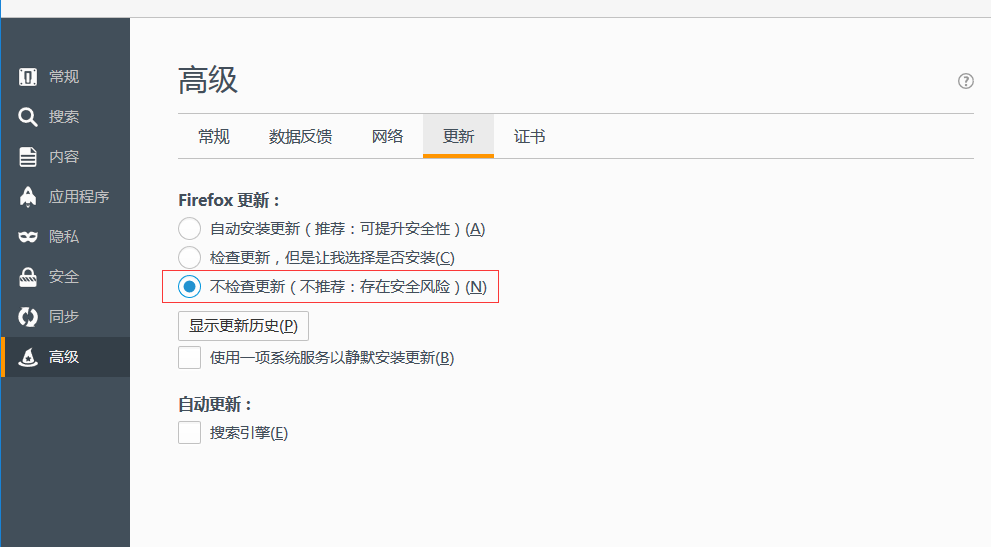 常规
搜索
内容
应用程序
隐私
安全
同步
高级
高级
?
常规 数据反馈 网络 更新 证书
Firefox 更新：
自动安装更新（推荐：可提升安全性）(A)
检查更新，但是让我选择是否安装(C)
不检查更新（不推荐：存在安全风险）(N)
显示更新历史(P)
使用一项系统服务以静默安装更新(B)
自动更新：
搜索引擎(E)